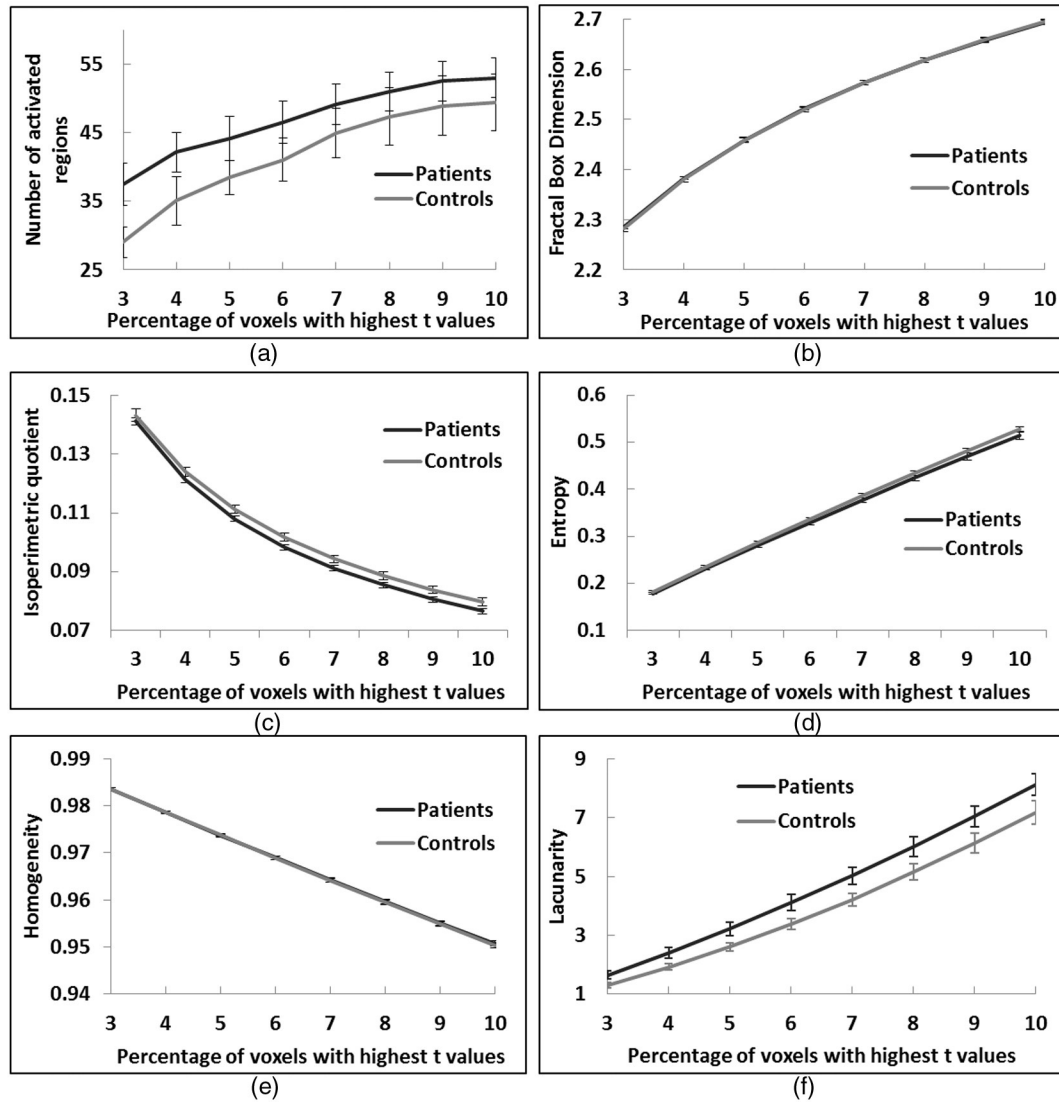 Number of activated
regions
55
45
35
25
Patients
Controls
3 4 5 6 7 8 9 10
Percentage of voxels with highest t values
(a)
Fractal Box Dimension
2.7
2.6
2.5
2.4
2.3
2.2
Patients
Controls
3 4 5 6 7 8 9 10
Percentage of voxels with highest t values
(b)
Isoperimetric quotient
0.15
0.13
0.11
0.09
0.07
Patients
Controls
3 4 5 6 7 8 9 10
Percentage of voxels with highest t values
(c)
Entropy
0.6
0.5
0.4
0.3
0.2
0.1
Patients
Controls
3 4 5 6 7 8 9 10
Percentage of voxels with highest t values
(d)
Homogeneity
0.99
0.98
0.97
0.96
0.95
0.94
Patients
Controls
3 4 5 6 7 8 9 10
Percentage of voxels with highest t values
(e)
Lacunarity
9
7
5
3
1
Patients
Controls
3 4 5 6 7 8 9 10
Percentage of voxels with highest t values
(f)